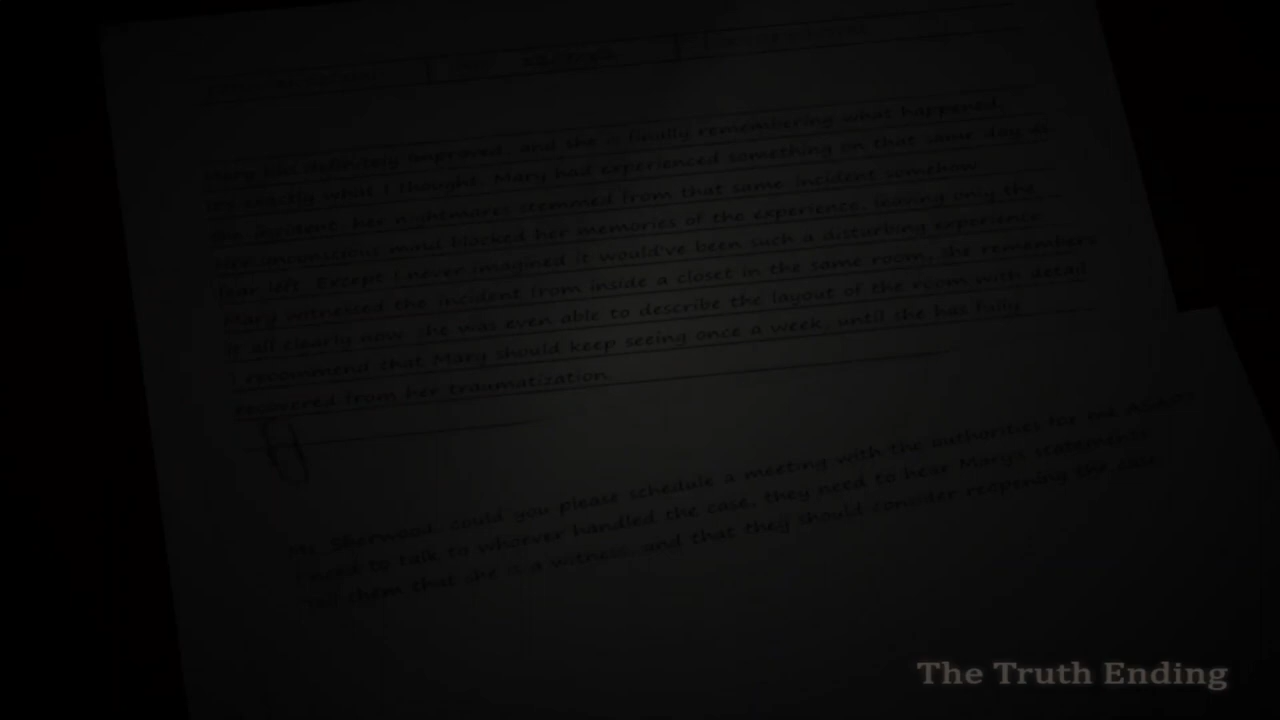 Mary has definitely improved, and she is finally remembering what happened.
exactly what I thought. Mary had experienced something on that same day as
the incident, her nightmares stemmed from that same incident somehow.
Her mind blocked her memories of the experience, leaving only the
fear left. Except I never imagined it would've been such a disturbing experience.
Mary witnessed the incident from inside a closet in the same room, she remembers
it all clearly now, she was even able to describe the layout of the room with detail
I recommend that Mary should keep seeing once a week, until she has fully
recovered from her traumatization.
Ms. Sherwood, could you please schedule a meeting with the authorities for me
I need to talk to whoever handled the case, they need to hear Mary's statements
Tell them that she is a witness, and that they should consider reopening the case.
The Truth Ending